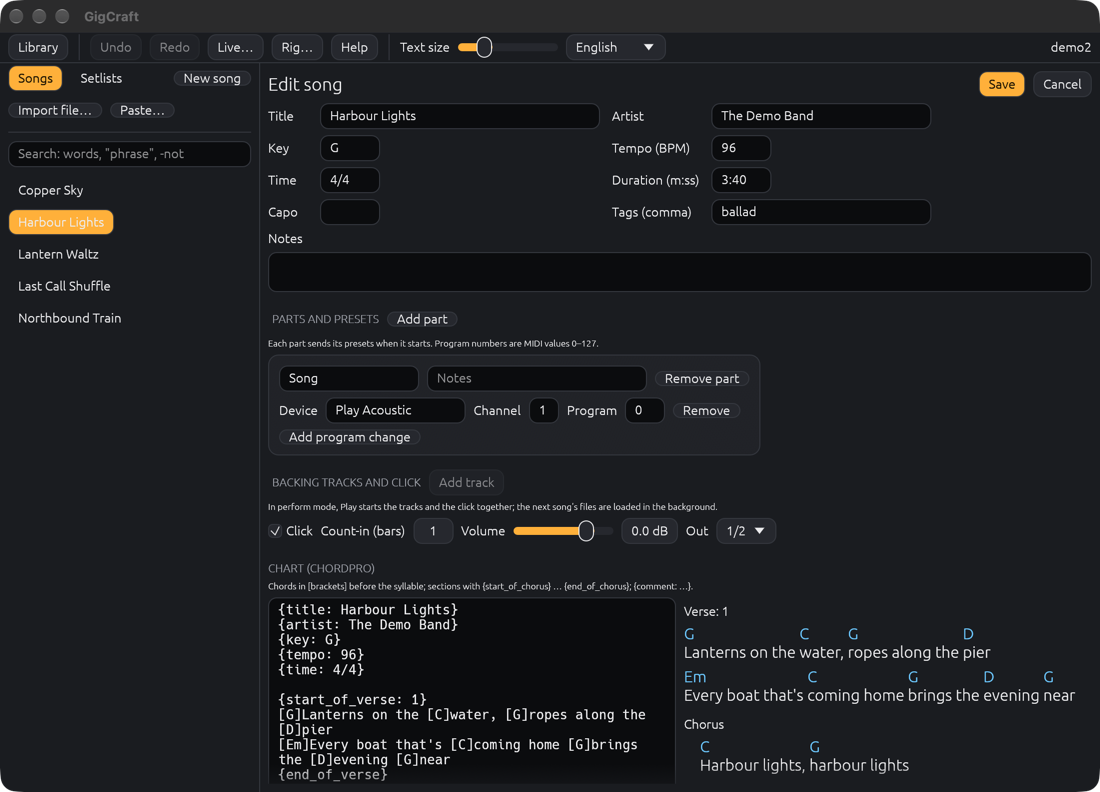 GigCraft
Library Undo Redo Live… Rig… Help Text size English demo2
Songs Setlists New song
Import file… Paste…
Search: words, "phrase", -not
Copper Sky
Harbour Lights
Lantern Waltz
Last Call Shuffle
Northbound Train
Edit song Save Cancel
Title Harbour Lights Artist The Demo Band
Key G Tempo (BPM) 96
Time 4/4 Duration (m:ss) 3:40
Capo Tags (comma) ballad
Notes
PARTS AND PRESETS Add part
Each part sends its presets when it starts. Program numbers are MIDI values 0–127.
Song Notes Remove part
Device Play Acoustic Channel 1 Program 0 Remove
Add program change
BACKING TRACKS AND CLICK Add track
In perform mode, Play starts the tracks and the click together; the next song's files are loaded in the background.
Click Count-in (bars) 1 Volume 0.0 dB Out 1/2
CHART (CHORDPRO)
Chords in [brackets] before the syllable; sections with {start_of_chorus} … {end_of_chorus}; {comment: …}.
{title: Harbour Lights}
{artist: The Demo Band}
{key: G}
{tempo: 96}
{time: 4/4}
{start_of_verse: 1}
[G]Lanterns on the [C]water, [G]ropes along the
[D]pier
[Em]Every boat that's [C]coming home [G]brings
the [D]evening [G]near
{end_of_verse}
Verse: 1
G C G D
Lanterns on the water, ropes along the pier
Em C G D G
Every boat that's coming home brings the evening near
Chorus
C G
Harbour lights, harbour lights